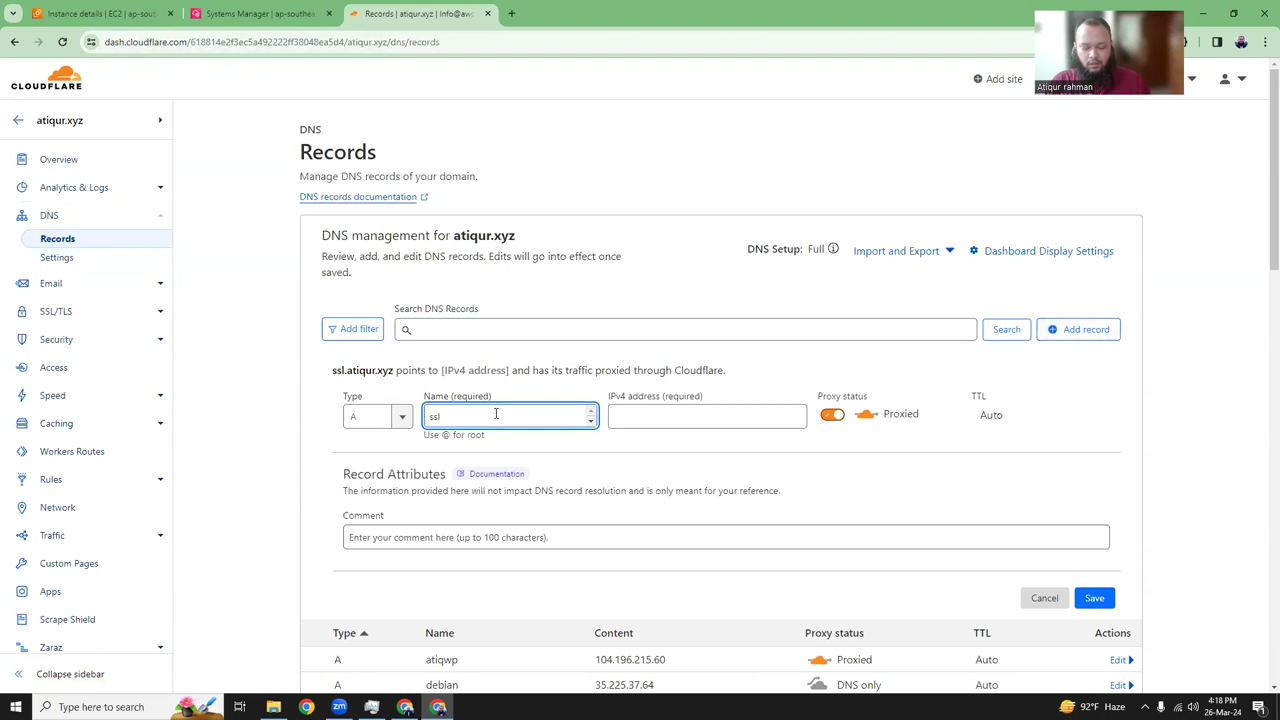 Instance details | EC2 | ap-sou
Systems Manager | ap-southeas
Records | atiqur.xyz | Info@aws
dash.cloudflare.com/618814e2f3ec5a492222ff38048ea5d4/atiqur.xyz/dns/records
Atiqur rahman
CLOUDFLARE
Add site
atiqur.xyz
Overview
Analytics & Logs
DNS
Records
Settings
Email
SSL/TLS
Security
Access
Speed
Caching
Workers Routes
Rules
Network
Traffic
Custom Pages
Apps
Scrape Shield
Zaraz
Collapse sidebar
DNS
Records
Manage DNS records of your domain.
DNS records documentation
DNS management for atiqur.xyz
Review, add, and edit DNS records. Edits will go into effect once
saved.
DNS Setup: Full
Import and Export
Dashboard Display Settings
Search DNS Records
Add filter
Search
Add record
ssl.atiqur.xyz points to [IPv4 address] and has its traffic proxied through Cloudflare.
Type Name (required) IPv4 address (required) Proxy status TTL
A ssl Proxied Auto
Use @ for root
Record Attributes Documentation
The information provided here will not impact DNS record resolution and is only meant for your reference.
Comment
Enter your comment here (up to 100 characters).
Cancel Save
Type Name Content Proxy status TTL Actions
A atiqwp 104.196.215.60 Proxied Auto Edit
A debian 35.225.37.64 DNS only Auto Edit
Type here to search
92°F Haze
4:18 PM
26-Mar-24